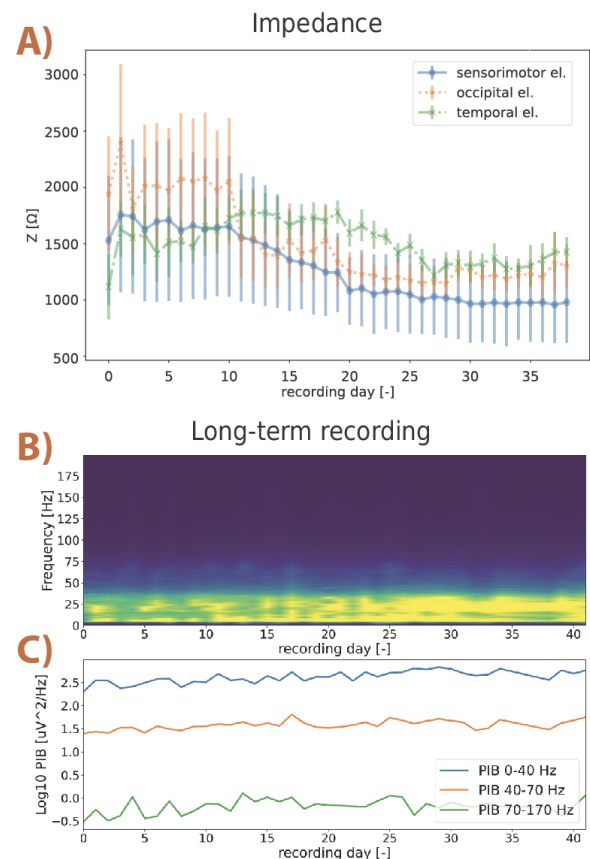 Impedance
A)
3000
2500
2000
1500
1000
500
Z [Ω]
sensorimotor el.
occipital el.
temporal el.
0 5 10 15 20 25 30 35
recording day [-]
Long-term recording
B)
175
150
125
100
75
50
25
0
Frequency [Hz]
0 5 10 15 20 25 30 35 40
recording day [-]
C)
2.5
2.0
1.5
1.0
0.5
0.0
−0.5
Log10 PIB [uV^2/Hz]
PIB 0-40 Hz
PIB 40-70 Hz
PIB 70-170 Hz
0 5 10 15 20 25 30 35 40
recording day [-]